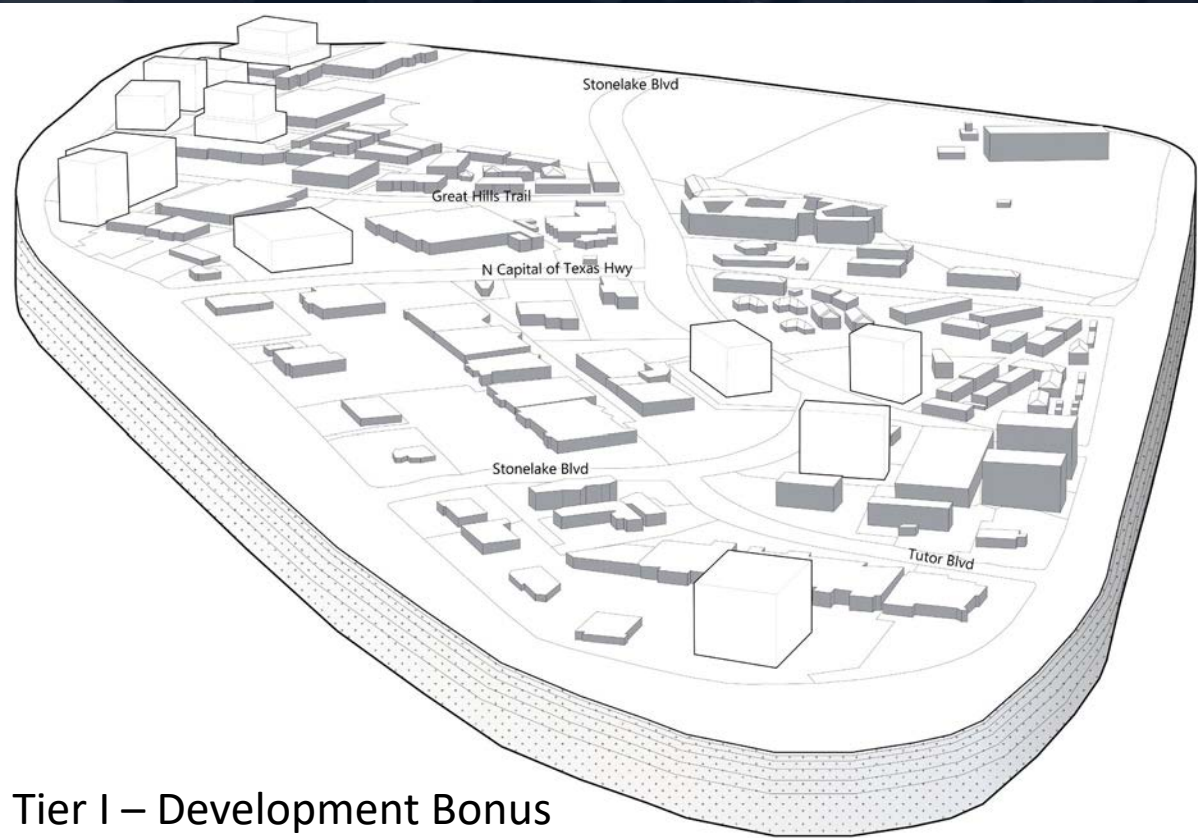 Stonelake Blvd
Great Hills Trail
N Capital of Texas Hwy
Stonelake Blvd
Tutor Blvd
Tier I – Development Bonus